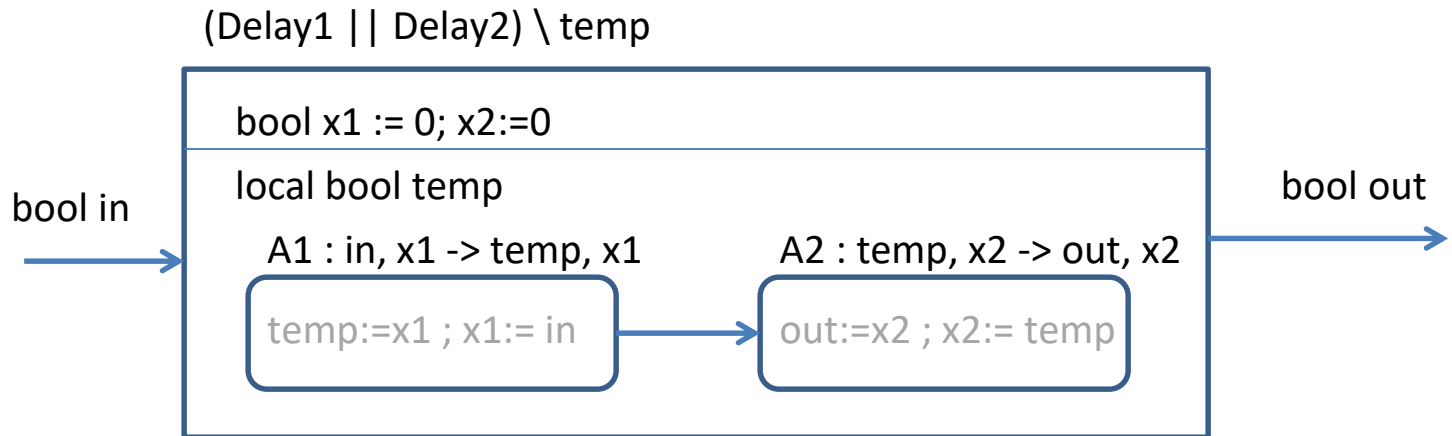 (Delay1 || Delay2) \ temp
bool x1 := 0; x2:=0
local bool temp
bool in
bool out
A1 : in, x1 -> temp, x1
A2 : temp, x2 -> out, x2
temp:=x1 ; x1:= in
out:=x2 ; x2:= temp